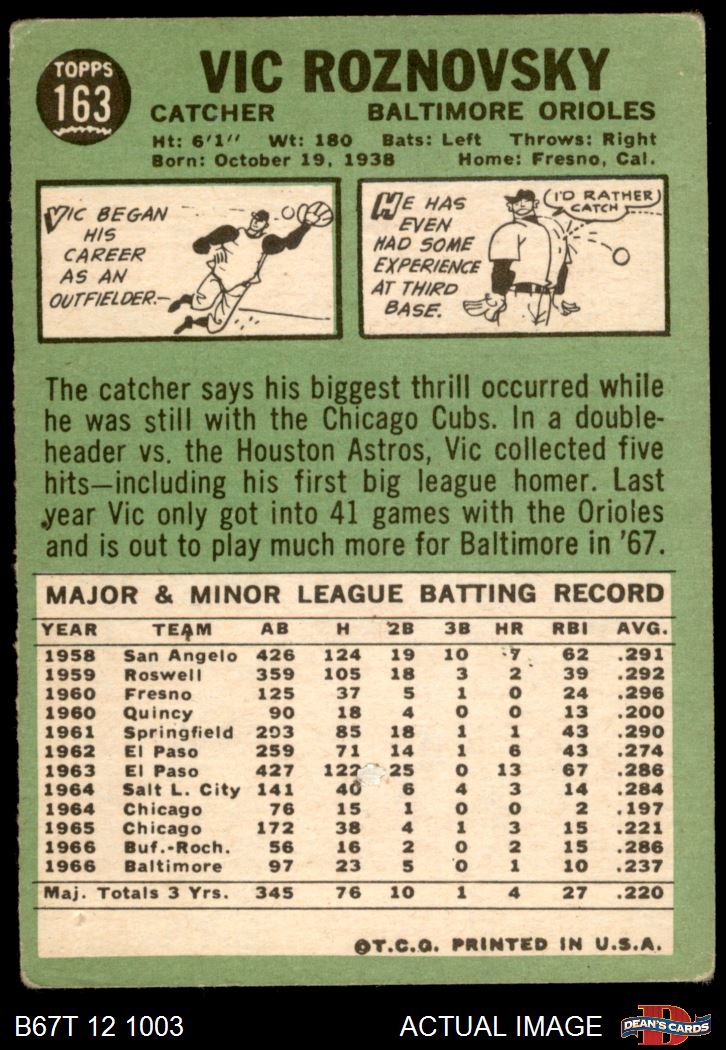 TOPPS
163
VIC ROZNOVSKY
CATCHER BALTIMORE ORIOLES
Ht: 6'1" Wt: 180 Bats: Left Throws: Right
Born: October 19, 1938 Home: Fresno, Cal.
VIC BEGAN
HIS
CAREER
AS AN
OUTFIELDER—
HE HAS
EVEN
HAD SOME
EXPERIENCE
AT THIRD
BASE.
I'D RATHER
CATCH
The catcher says his biggest thrill occurred while
he was still with the Chicago Cubs. In a double-
header vs. the Houston Astros, Vic collected five
hits—including his first big league homer. Last
year Vic only got into 41 games with the Orioles
and is out to play much more for Baltimore in '67.
MAJOR & MINOR LEAGUE BATTING RECORD
YEAR TEAM AB H 2B 3B HR RBI AVG.
1958 San Angelo 426 124 19 10 7 62 .291
1959 Roswell 359 105 18 3 2 39 .292
1960 Fresno 125 37 5 1 0 24 .296
1960 Quincy 90 18 4 0 0 13 .200
1961 Springfield 293 85 18 1 1 43 .290
1962 El Paso 259 71 14 1 6 43 .274
1963 El Paso 427 122 25 0 13 67 .286
1964 Salt L. City 141 40 6 4 3 14 .284
1964 Chicago 76 15 1 0 0 2 .197
1965 Chicago 172 38 4 1 3 15 .221
1966 Buf.-Roch. 56 16 2 0 2 15 .286
1966 Baltimore 97 23 5 0 1 10 .237
Maj. Totals 3 Yrs. 345 76 10 1 4 27 .220
©T.C.G. PRINTED IN U.S.A.
B67T 12 1003 ACTUAL IMAGE
D
DEAN'S CARDS